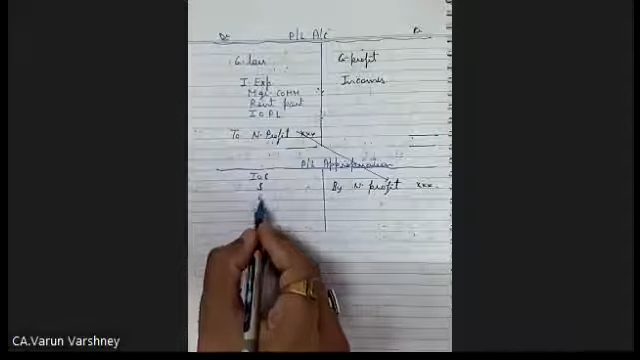 Dr P/L A/c Cr
G. loss G. profit
I. Exp Incomes
Mgr. COMM
Rent part
I O P L
To N. Profit xxx
P/L Appropriation
I O C By N. profit xxx
S
CA.Varun Varshney